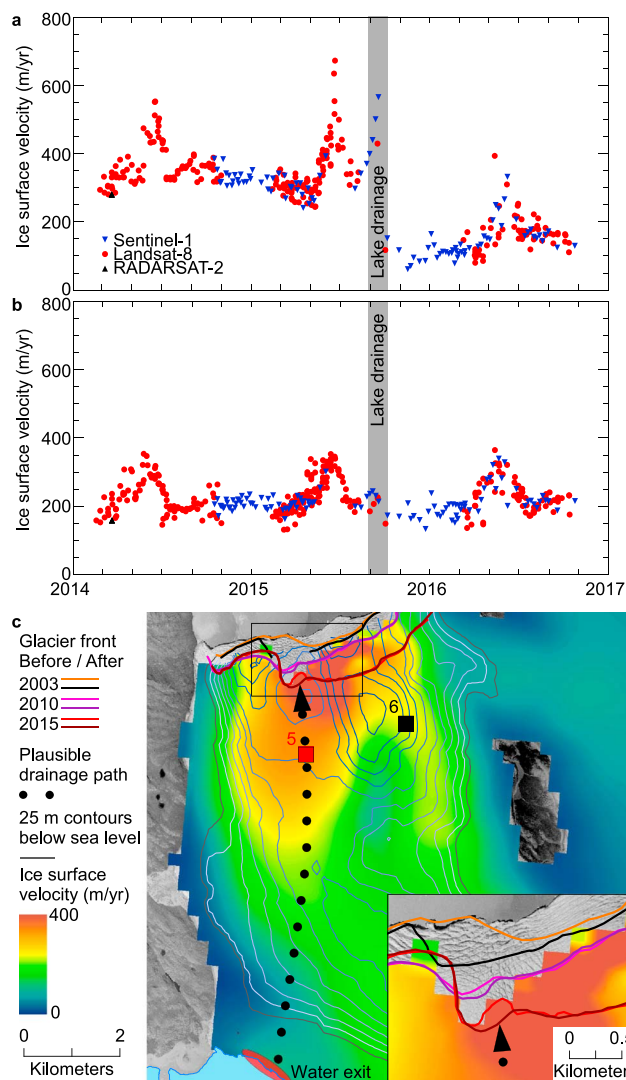 a
800
600
400
200
0
Ice surface velocity (m/yr)
Sentinel-1
Landsat-8
RADARSAT-2
Lake drainage
b
800
600
400
200
0
Ice surface velocity (m/yr)
Lake drainage
2014
2015
2016
2017
c
Glacier front
Before / After
2003
2010
2015
Plausible
drainage path
25 m contours
below sea level
Ice surface
velocity (m/yr)
400
0
0 2
Kilometers
5
6
Water exit
0 0.5
Kilometer